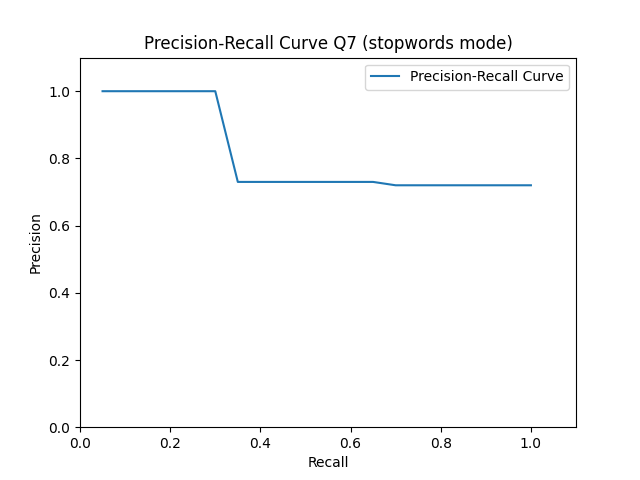 Precision-Recall Curve Q7 (stopwords mode)
Precision-Recall Curve
1.0
0.8
0.6
0.4
0.2
0.0
Precision
0.0 0.2 0.4 0.6 0.8 1.0
Recall